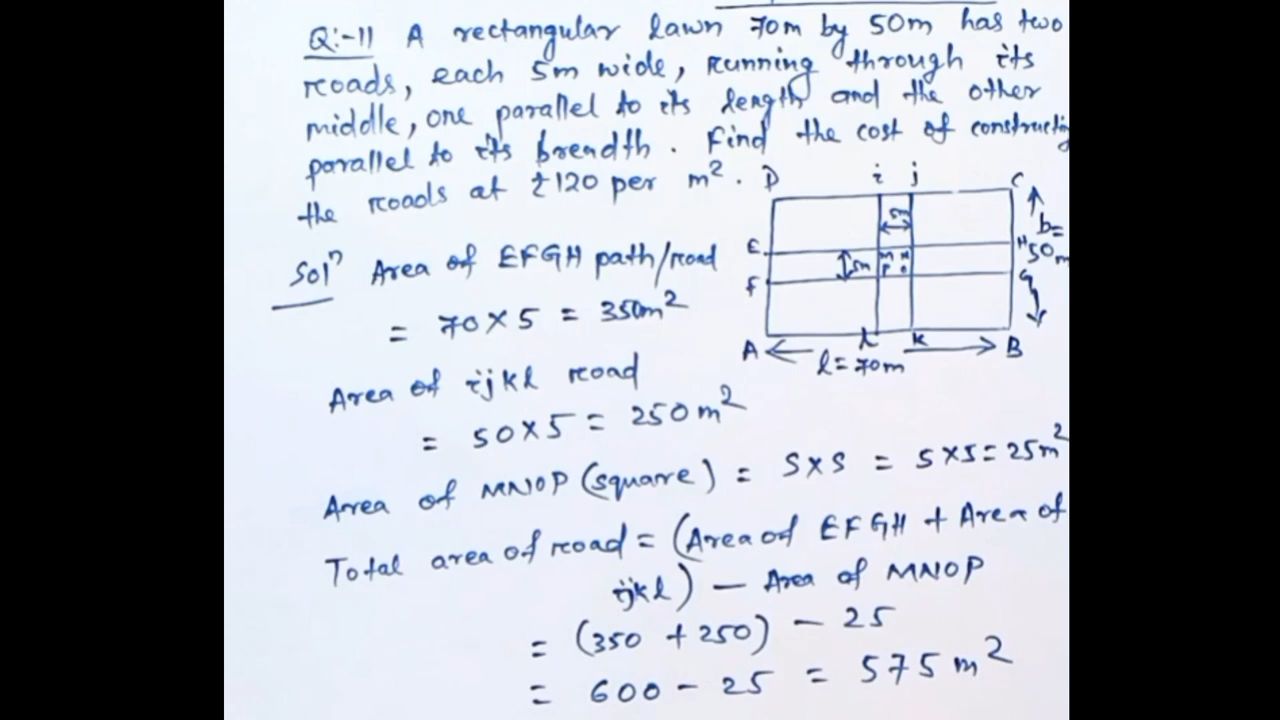 Q:-11 A rectangular lawn 70m by 50m has two
roads, each 5m wide, running through its
middle, one parallel to its length and the other
parallel to its breadth. Find the cost of constructing
the roads at ₹120 per m².
D i j C
5m
b=
50m
E H
5m
m n
p o
F G
A l k B
l = 70m
Solⁿ Area of EFGH path/road
= 70×5 = 350m²
Area of ijkl road
= 50×5 = 250m²
Area of MNOP (square) = S×S = 5×5=25m²
Total area of road = (Area of EFGH + Area of
ijkl) - Area of MNOP
= (350 + 250) - 25
= 600 - 25 = 575 m²